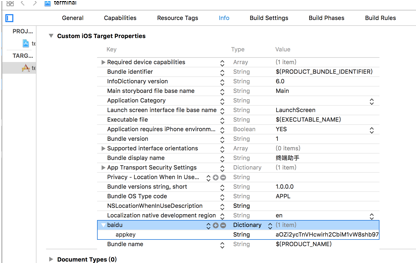 terminal
General Capabilities Resource Tags Info Build Settings Build Phases Build Rules
PROJ...
TARG...
Custom iOS Target Properties
Key Type Value
Required device capabilities Array (1 item)
Bundle identifier String $(PRODUCT_BUNDLE_IDENTIFIER)
InfoDictionary version String 6.0
Main storyboard file base name String Main
Application Category String
Launch screen interface file base name String LaunchScreen
Executable file String $(EXECUTABLE_NAME)
Application requires iPhone environm... Boolean YES
Bundle version String 1
Supported interface orientations Array (0 items)
Bundle display name String 终端助手
App Transport Security Settings Dictionary (1 item)
Privacy - Location When In Use... String
Bundle versions string, short String 1.0.0.0
Bundle OS Type code String APPL
NSLocationWhenInUseDescription String
Localization native development region String en
baidu Dictionary (1 item)
appkey String
Bundle name String $(PRODUCT_NAME)
Document Types (0)